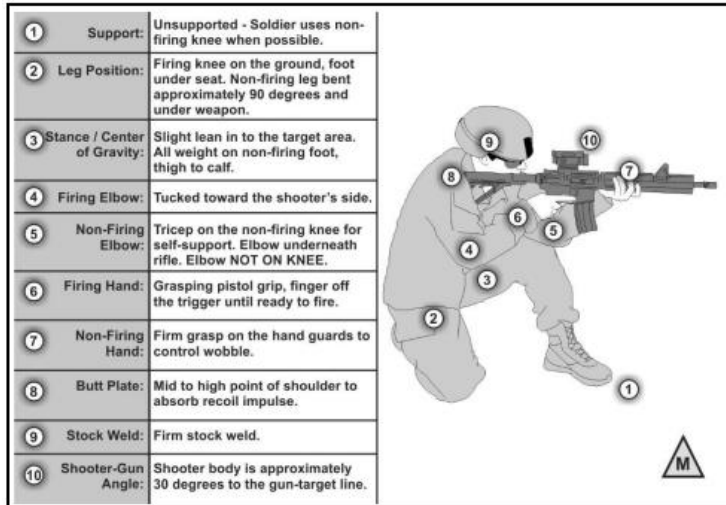 1 Support: Unsupported - Soldier uses non-
firing knee when possible.
2 Leg Position: Firing knee on the ground, foot
under seat. Non-firing leg bent
approximately 90 degrees and
under weapon.
3 Stance / Center Slight lean in to the target area.
of Gravity: All weight on non-firing foot,
thigh to calf.
4 Firing Elbow: Tucked toward the shooter's side.
5 Non-Firing Tricep on the non-firing knee for
Elbow: self-support. Elbow underneath
rifle. Elbow NOT ON KNEE.
6 Firing Hand: Grasping pistol grip, finger off
the trigger until ready to fire.
7 Non-Firing Firm grasp on the hand guards to
Hand: control wobble.
8 Butt Plate: Mid to high point of shoulder to
absorb recoil impulse.
9 Stock Weld: Firm stock weld.
10 Shooter-Gun Shooter body is approximately
Angle: 30 degrees to the gun-target line.
9
10
8
7
6
5
4
3
2
1
M